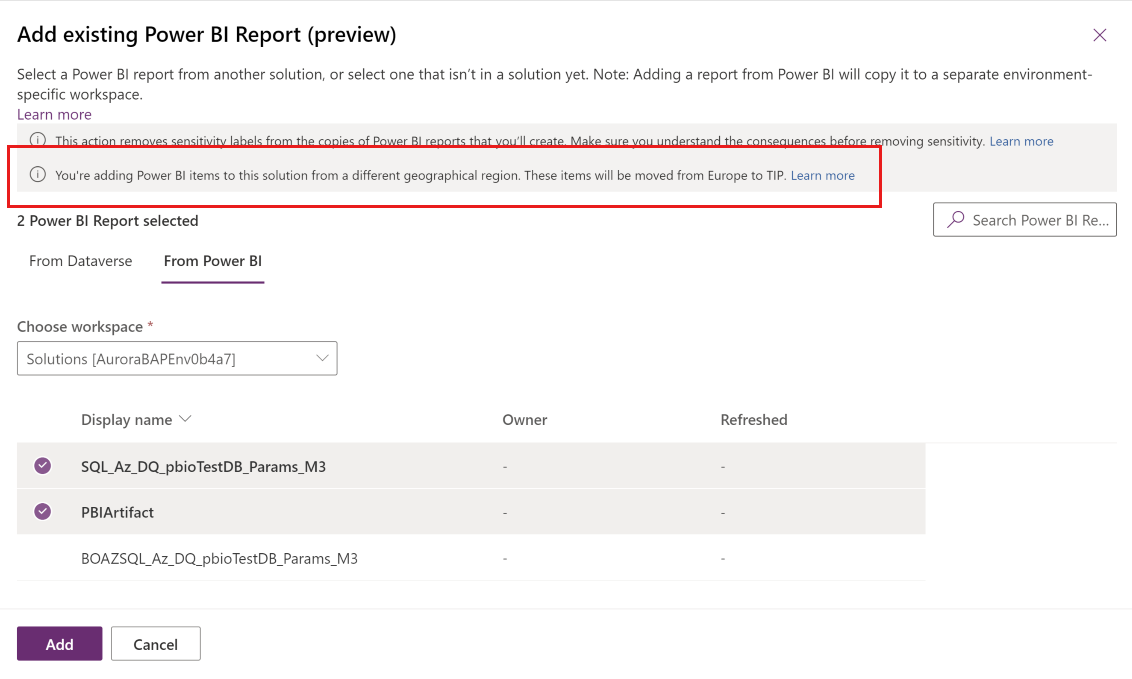 Add existing Power BI Report (preview)
Select a Power BI report from another solution, or select one that isn’t in a solution yet. Note: Adding a report from Power BI will copy it to a separate environment-
specific workspace.
Learn more
This action removes sensitivity labels from the copies of Power BI reports that you’ll create. Make sure you understand the consequences before removing sensitivity. Learn more
You're adding Power BI items to this solution from a different geographical region. These items will be moved from Europe to TIP. Learn more
2 Power BI Report selected
Search Power BI Re...
From Dataverse From Power BI
Choose workspace *
Solutions [AuroraBAPEnv0b4a7]
Display name Owner Refreshed
SQL_Az_DQ_pbioTestDB_Params_M3 - -
PBIArtifact - -
BOAZSQL_Az_DQ_pbioTestDB_Params_M3 - -
Add Cancel